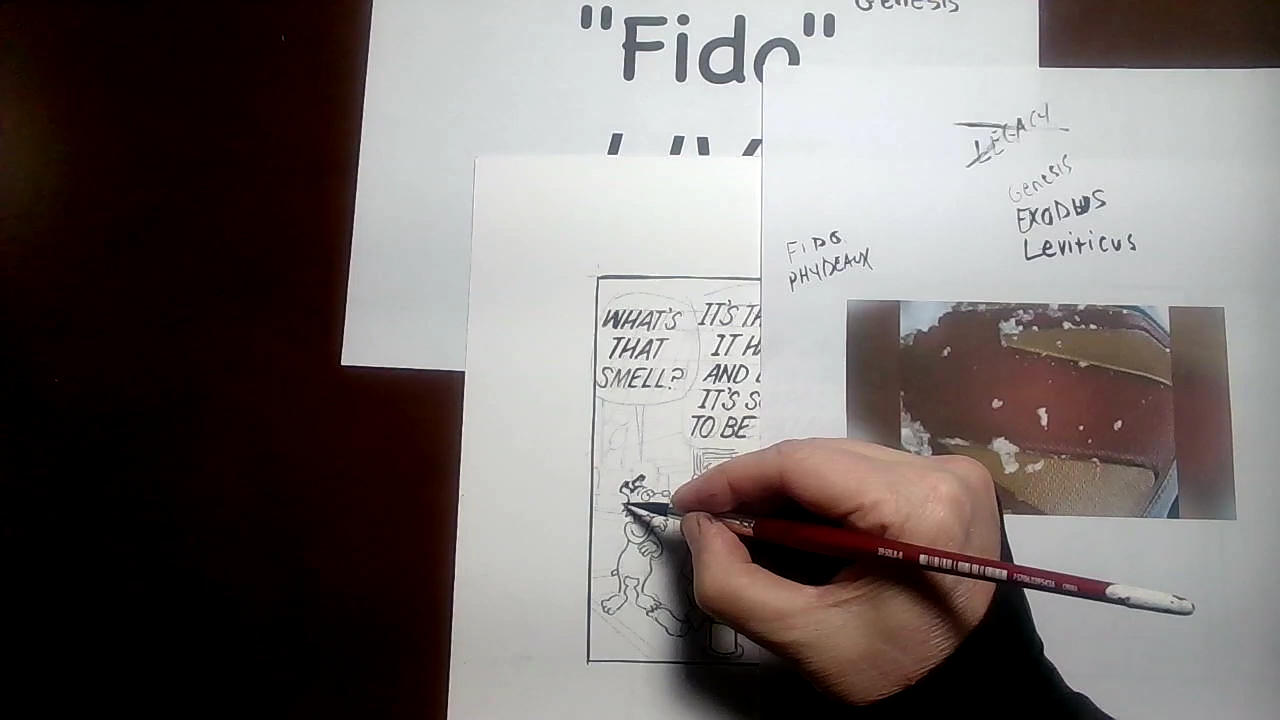 Genesis
"Fido"
LEGACY
Genesis
EXODUS
Leviticus
FIDO
PHYDEAUX
WHAT'S
THAT
SMELL?
IT'S
IT
AND
IT'S
TO BE